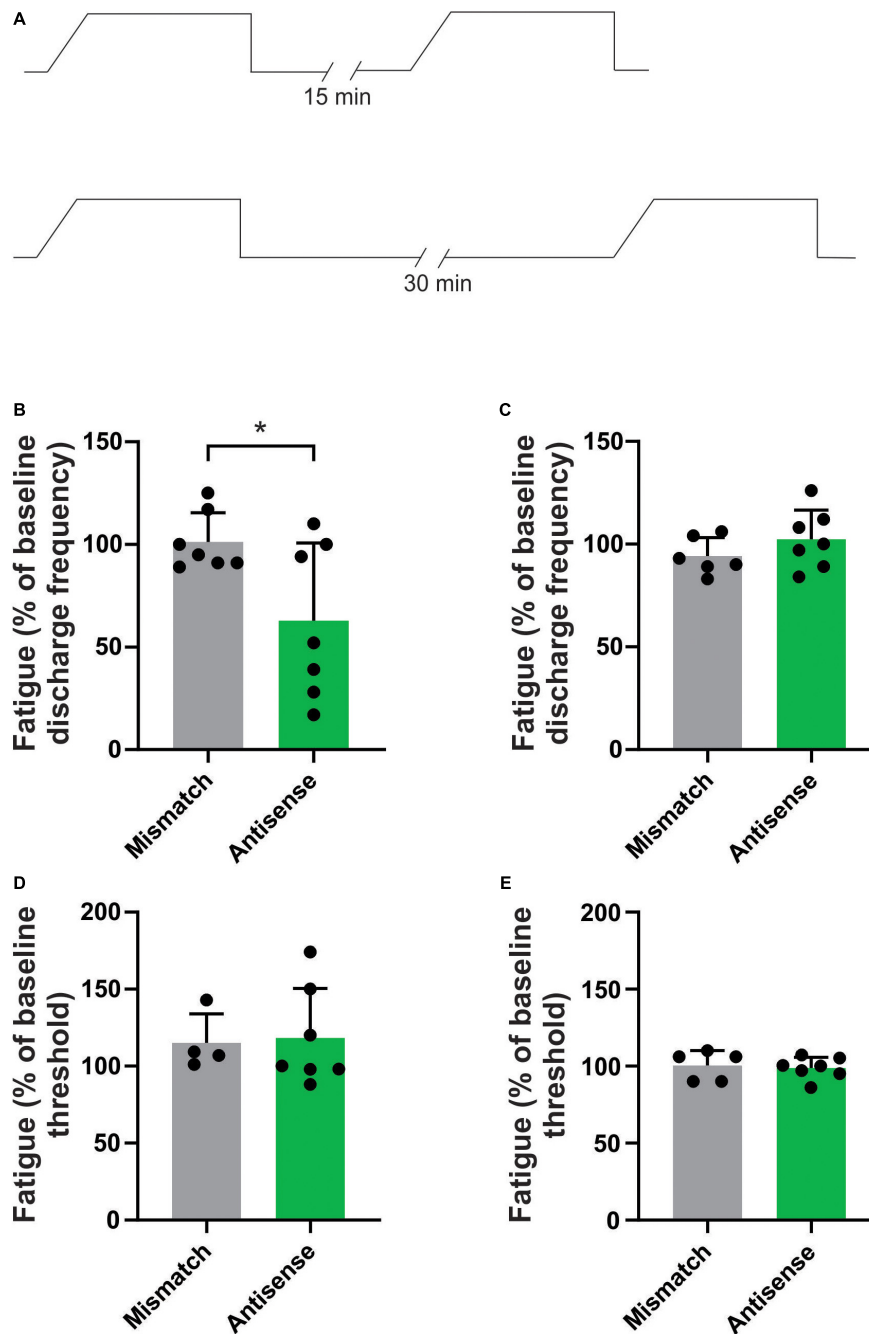 A
15 min
30 min
B
Fatigue (% of baseline
discharge frequency)
150
100
50
0
*
Mismatch
Antisense
C
Fatigue (% of baseline
discharge frequency)
150
100
50
0
Mismatch
Antisense
D
Fatigue (% of baseline
threshold)
200
150
100
50
0
Mismatch
Antisense
E
Fatigue (% of baseline
threshold)
200
150
100
50
0
Mismatch
Antisense